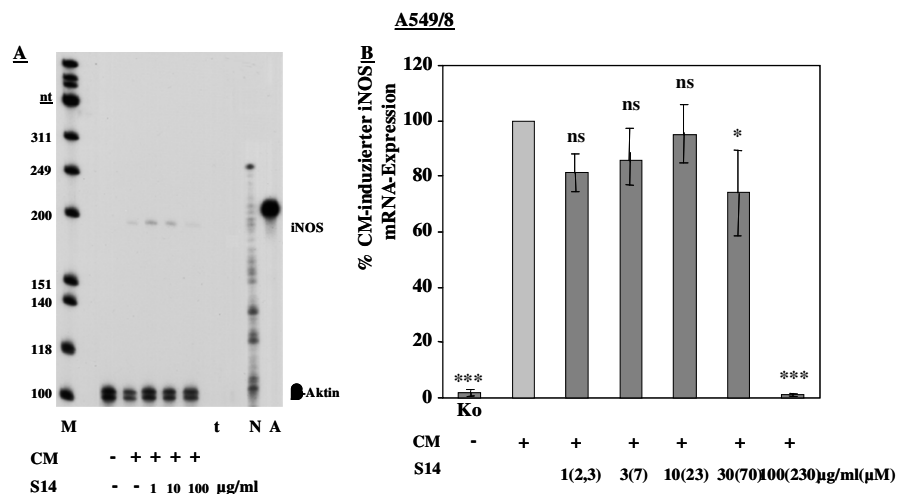 A549/8
A
nt
311
249
200
151
140
118
100
iNOS
-Aktin
M t N A
CM - + + + +
S14 - - 1 10 100 µg/ml
B
% CM-induzierter iNOS
mRNA-Expression
120
100
80
60
40
20
0
*** ns ns ns * ***
Ko
CM - + + + + + +
S14 1(2,3) 3(7) 10(23) 30(70) 100(230) µg/ml(µM)